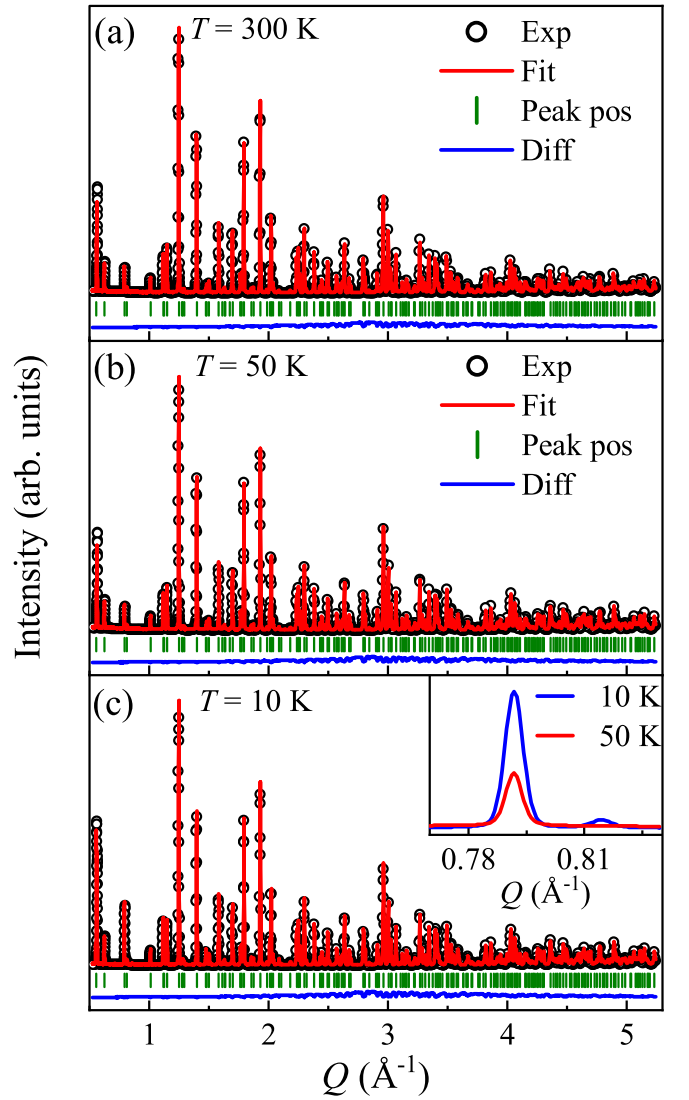 (a) T = 300 K
Exp
Fit
Peak pos
Diff
(b) T = 50 K
Exp
Fit
Peak pos
Diff
(c) T = 10 K
10 K
50 K
0.78 0.81
Q (Å⁻¹)
Intensity (arb. units)
1 2 3 4 5
Q (Å⁻¹)